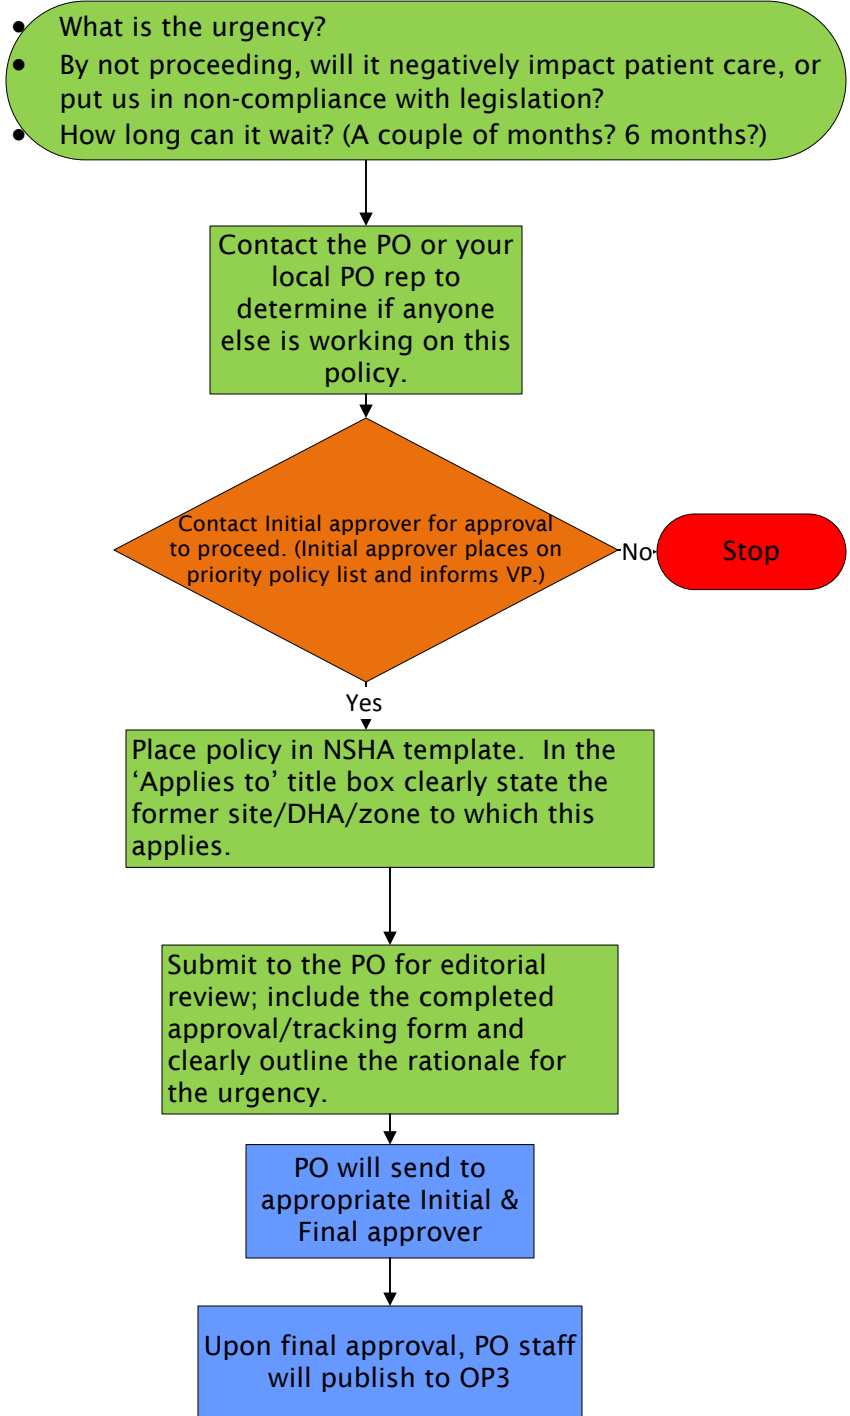 • What is the urgency?
• By not proceeding, will it negatively impact patient care, or
put us in non-compliance with legislation?
• How long can it wait? (A couple of months? 6 months?)
Contact the PO or your
local PO rep to
determine if anyone
else is working on this
policy.
Contact Initial approver for approval
to proceed. (Initial approver places on
priority policy list and informs VP.)
No
Stop
Yes
Place policy in NSHA template.  In the
‘Applies to’ title box clearly state the
former site/DHA/zone to which this
applies.
Submit to the PO for editorial
review; include the completed
approval/tracking form and
clearly outline the rationale for
the urgency.
PO will send to
appropriate Initial &
Final approver
Upon final approval, PO staff
will publish to OP3